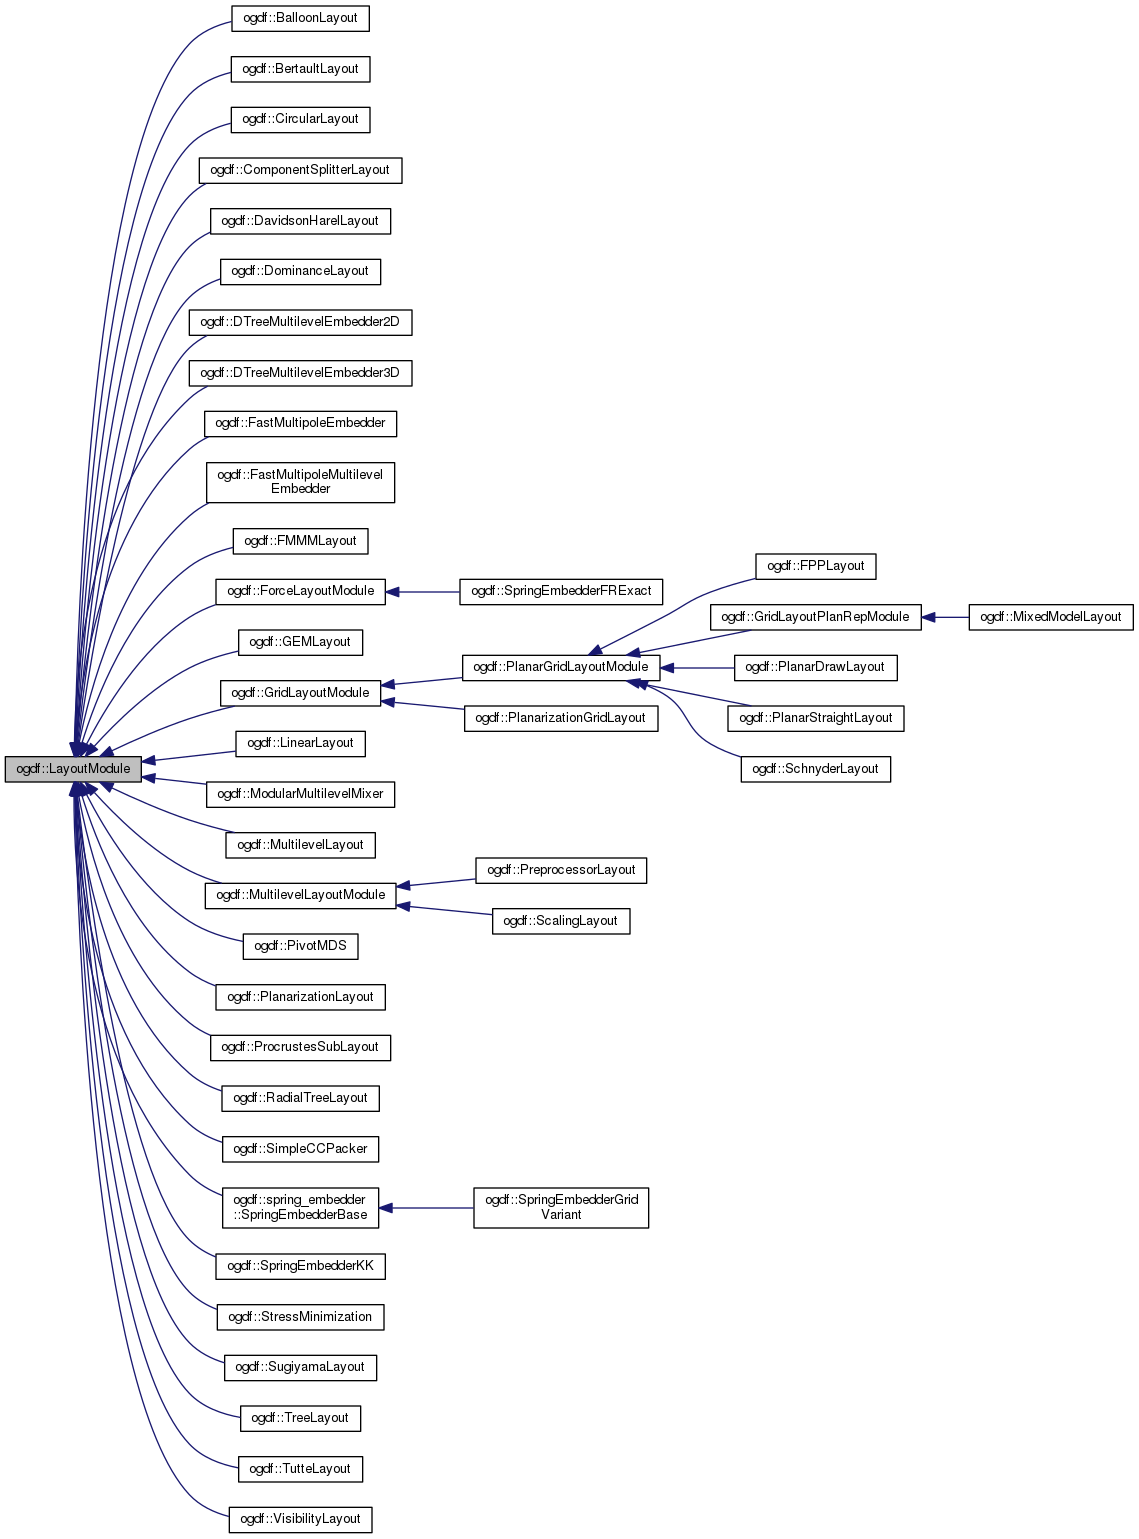 ogdf::BalloonLayout
ogdf::BertaultLayout
ogdf::CircularLayout
ogdf::ComponentSplitterLayout
ogdf::DavidsonHarelLayout
ogdf::DominanceLayout
ogdf::DTreeMultilevelEmbedder2D
ogdf::DTreeMultilevelEmbedder3D
ogdf::FastMultipoleEmbedder
ogdf::FastMultipoleMultilevel
Embedder
ogdf::FMMMLayout
ogdf::FPPLayout
ogdf::ForceLayoutModule
ogdf::SpringEmbedderFRExact
ogdf::GridLayoutPlanRepModule
ogdf::MixedModelLayout
ogdf::GEMLayout
ogdf::PlanarGridLayoutModule
ogdf::PlanarDrawLayout
ogdf::GridLayoutModule
ogdf::PlanarizationGridLayout
ogdf::PlanarStraightLayout
ogdf::LinearLayout
ogdf::LayoutModule
ogdf::SchnyderLayout
ogdf::ModularMultilevelMixer
ogdf::MultilevelLayout
ogdf::PreprocessorLayout
ogdf::MultilevelLayoutModule
ogdf::ScalingLayout
ogdf::PivotMDS
ogdf::PlanarizationLayout
ogdf::ProcrustesSubLayout
ogdf::RadialTreeLayout
ogdf::SimpleCCPacker
ogdf::spring_embedder
::SpringEmbedderBase
ogdf::SpringEmbedderGrid
Variant
ogdf::SpringEmbedderKK
ogdf::StressMinimization
ogdf::SugiyamaLayout
ogdf::TreeLayout
ogdf::TutteLayout
ogdf::VisibilityLayout